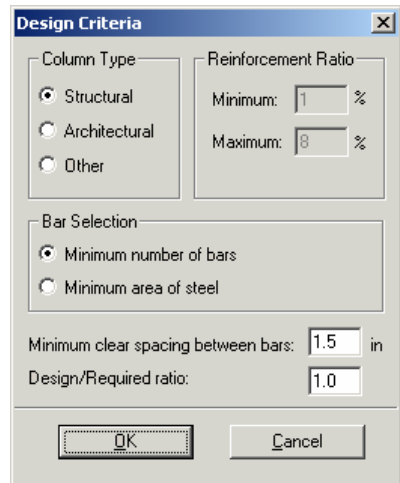 Design Criteria
Column Type
Structural
Architectural
Other
Reinforcement Ratio
Minimum: 1 %
Maximum: 8 %
Bar Selection
Minimum number of bars
Minimum area of steel
Minimum clear spacing between bars: 1.5 in
Design/Required ratio: 1.0
OK Cancel